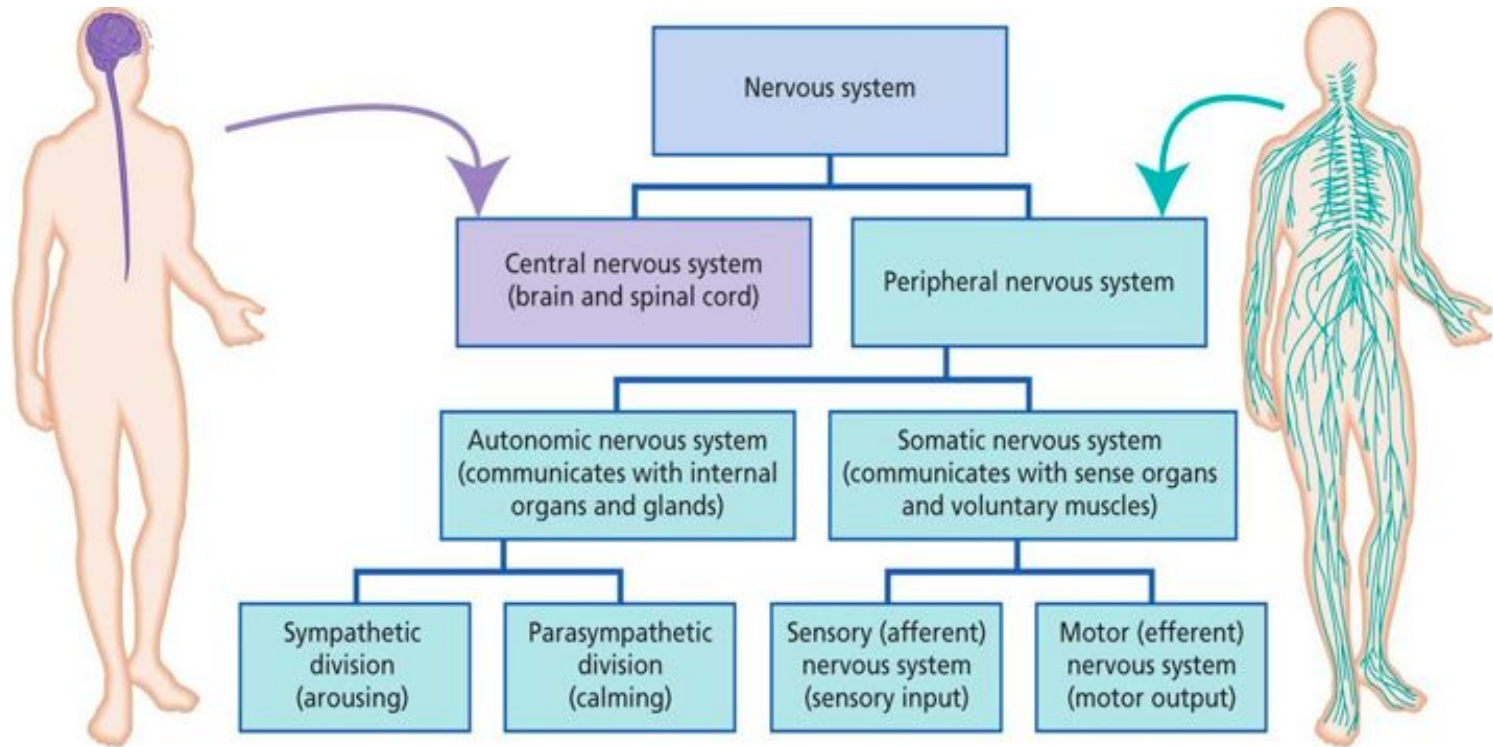 Nervous system
Central nervous system
(brain and spinal cord)
Peripheral nervous system
Autonomic nervous system
(communicates with internal
organs and glands)
Somatic nervous system
(communicates with sense organs
and voluntary muscles)
Sympathetic
division
(arousing)
Parasympathetic
division
(calming)
Sensory (afferent)
nervous system
(sensory input)
Motor (efferent)
nervous system
(motor output)